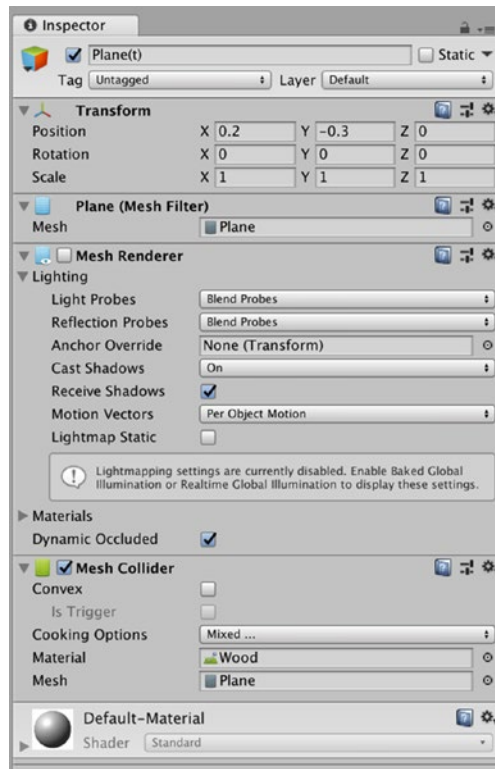 Inspector
Plane(t) Static
Tag Untagged Layer Default
Transform
Position X 0.2 Y -0.3 Z 0
Rotation X 0 Y 0 Z 0
Scale X 1 Y 1 Z 1
Plane (Mesh Filter)
Mesh Plane
Mesh Renderer
Lighting
Light Probes Blend Probes
Reflection Probes Blend Probes
Anchor Override None (Transform)
Cast Shadows On
Receive Shadows
Motion Vectors Per Object Motion
Lightmap Static
Lightmapping settings are currently disabled. Enable Baked Global
Illumination or Realtime Global Illumination to display these settings.
Materials
Dynamic Occluded
Mesh Collider
Convex
Is Trigger
Cooking Options Mixed ...
Material Wood
Mesh Plane
Default-Material
Shader Standard